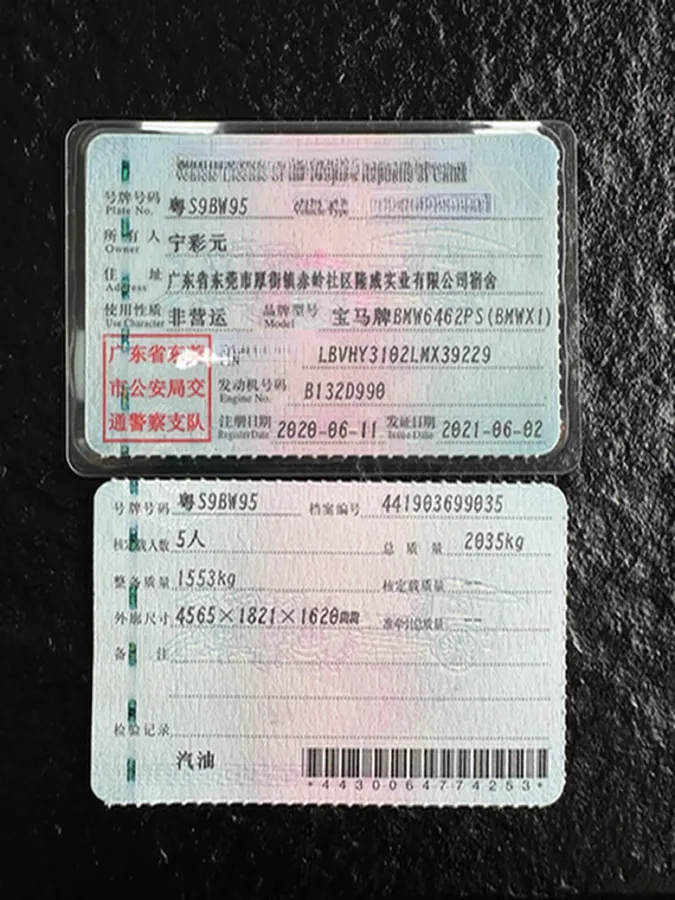 号牌号码 粤S9BW95
Plate No. Vehicle Type
所有人 宁彩元
Owner
住址 广东省东莞市厚街镇赤岭社区隆威实业有限公司宿舍
Address
使用性质 非营运 品牌型号 宝马牌BMW6462PS(BMWX1)
Use Character Model
广东省东莞
市公安局交
通警察支队
LBVHY3102LMX39229
发动机号码 B132D990
Engine No.
注册日期 2020-06-11 发证日期 2021-06-02
Register Date Issue Date
号牌号码 粤S9BW95 档案编号 441903699035
核定载人数 5人 总质量 2035kg
整备质量 1553kg 核定载质量 --
外廓尺寸 4565×1821×1620mm 准牵引总质量 --
备注
检验记录
汽油
*4430064774253*